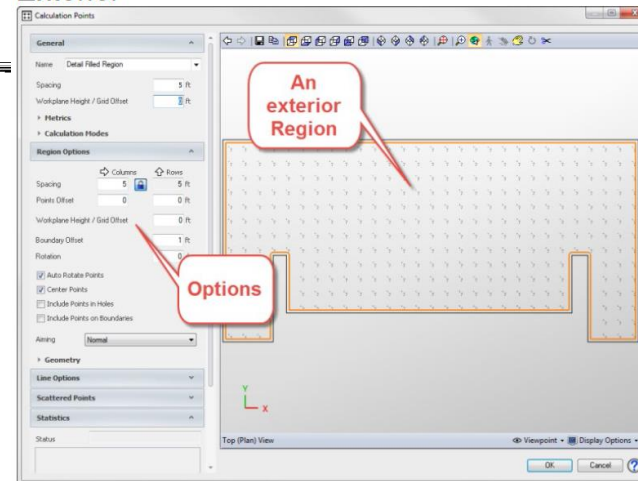 Exterior
Calculation Points
General
Name Detail Filled Region
Spacing 5 ft
Workplane Height / Grid Offset 0 ft
Metrics
Calculation Modes
Region Options
Columns Rows
Spacing 5 5 ft
Points Offset 0 0 ft
Workplane Height / Grid Offset 0 ft
Boundary Offset 1 ft
Rotation 0
Auto Rotate Points
Center Points
Include Points in Holes
Include Points on Boundaries
Aiming Normal
Geometry
Line Options
Scattered Points
Statistics
Status
An
exterior
Region
Options
Y
X
Top (Plan) View
Viewpoint
Display Options
OK
Cancel
?